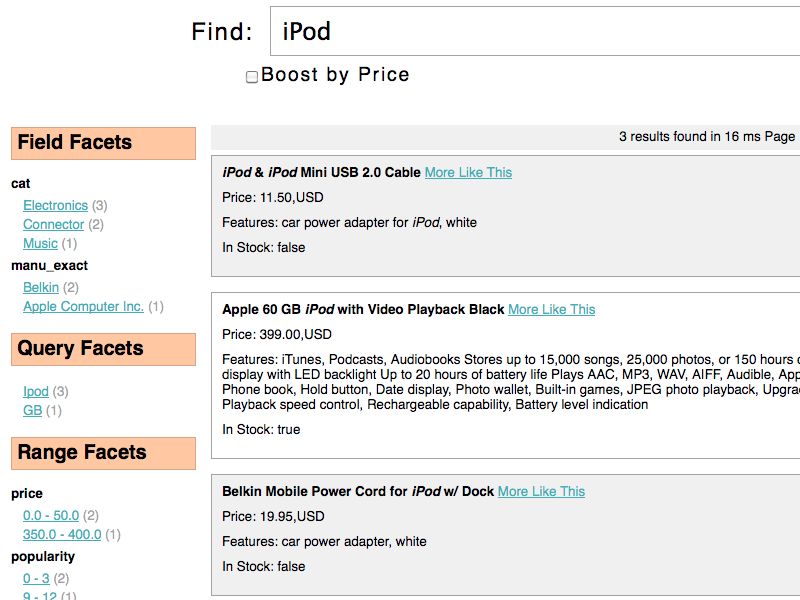 Find: iPod
Boost by Price
Field Facets
cat
Electronics (3)
Connector (2)
Music (1)
manu_exact
Belkin (2)
Apple Computer Inc. (1)
Query Facets
Ipod (3)
GB (1)
Range Facets
price
0.0 - 50.0 (2)
350.0 - 400.0 (1)
popularity
0 - 3 (2)
9 - 12 (1)
3 results found in 16 ms Page
iPod & iPod Mini USB 2.0 Cable More Like This
Price: 11.50,USD
Features: car power adapter for iPod, white
In Stock: false
Apple 60 GB iPod with Video Playback Black More Like This
Price: 399.00,USD
Features: iTunes, Podcasts, Audiobooks Stores up to 15,000 songs, 25,000 photos, or 150 hours
display with LED backlight Up to 20 hours of battery life Plays AAC, MP3, WAV, AIFF, Audible,
Phone book, Hold button, Date display, Photo wallet, Built-in games, JPEG photo playback,
Playback speed control, Rechargeable capability, Battery level indication
In Stock: true
Belkin Mobile Power Cord for iPod w/ Dock More Like This
Price: 19.95,USD
Features: car power adapter, white
In Stock: false